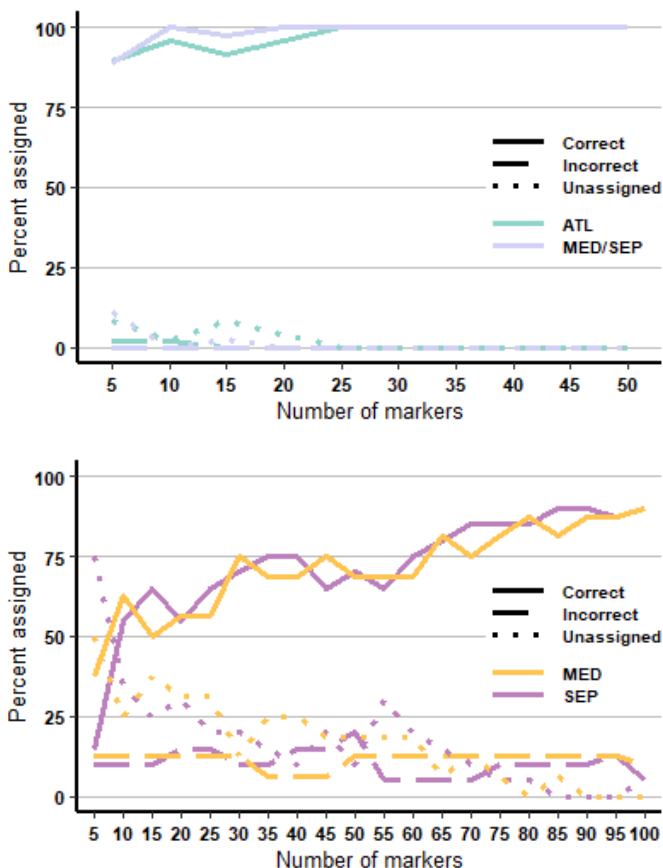 100
75
50
25
0
Percent assigned
Correct
Incorrect
Unassigned
ATL
MED/SEP
5 10 15 20 25 30 35 40 45 50
Number of markers
100
75
50
25
0
Percent assigned
Correct
Incorrect
Unassigned
MED
SEP
5 10 15 20 25 30 35 40 45 50 55 60 65 70 75 80 85 90 95 100
Number of markers